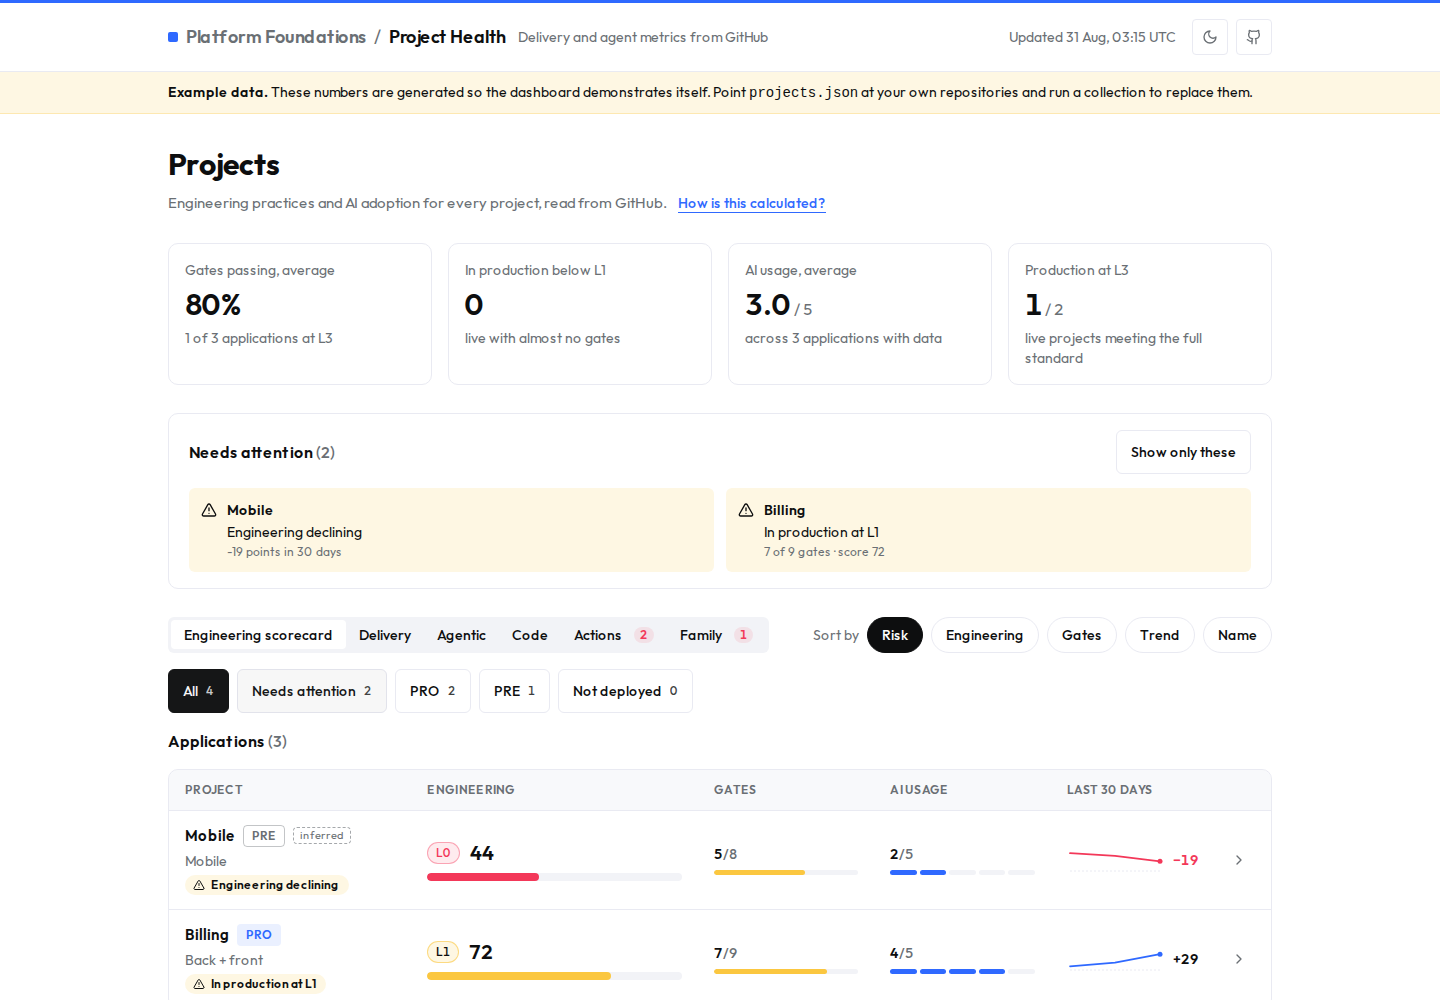 Platform Foundations / Project Health Delivery and agent metrics from GitHub Updated 31 Aug, 03:15 UTC
Example data. These numbers are generated so the dashboard demonstrates itself. Point projects.json at your own repositories and run a collection to replace them.
Projects
Engineering practices and AI adoption for every project, read from GitHub. How is this calculated?
Gates passing, average
80%
1 of 3 applications at L3
In production below L1
0
live with almost no gates
AI usage, average
3.0 / 5
across 3 applications with data
Production at L3
1 / 2
live projects meeting the full
standard
Needs attention (2)
Show only these
Mobile
Engineering declining
-19 points in 30 days
Billing
In production at L1
7 of 9 gates · score 72
Engineering scorecard Delivery Agentic Code Actions 2 Family 1
Sort by Risk Engineering Gates Trend Name
All 4 Needs attention 2 PRO 2 PRE 1 Not deployed 0
Applications (3)
PROJECT ENGINEERING GATES AI USAGE LAST 30 DAYS
Mobile PRE inferred
Mobile
Engineering declining
L0 44
5/8
2/5
−19
Billing PRO
Back + front
In production at L1
L1 72
7/9
4/5
+29